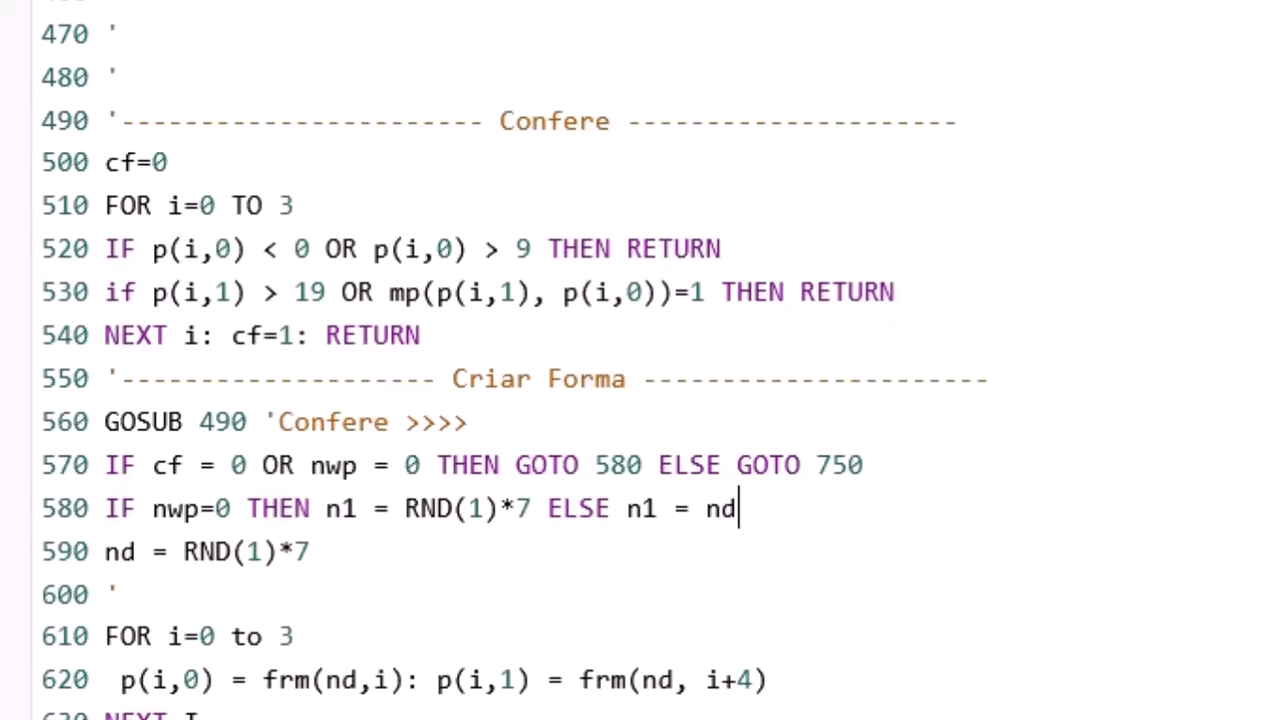 470 '
480 '
490 '----------------------- Confere ---------------------
500 cf=0
510 FOR i=0 TO 3
520 IF p(i,0) < 0 OR p(i,0) > 9 THEN RETURN
530 if p(i,1) > 19 OR mp(p(i,1), p(i,0))=1 THEN RETURN
540 NEXT i: cf=1: RETURN
550 '-------------------- Criar Forma ----------------------
560 GOSUB 490 'Confere >>>>
570 IF cf = 0 OR nwp = 0 THEN GOTO 580 ELSE GOTO 750
580 IF nwp=0 THEN n1 = RND(1)*7 ELSE n1 = nd
590 nd = RND(1)*7
600 '
610 FOR i=0 to 3
620  p(i,0) = frm(nd,i): p(i,1) = frm(nd, i+4)
630 NEXT I